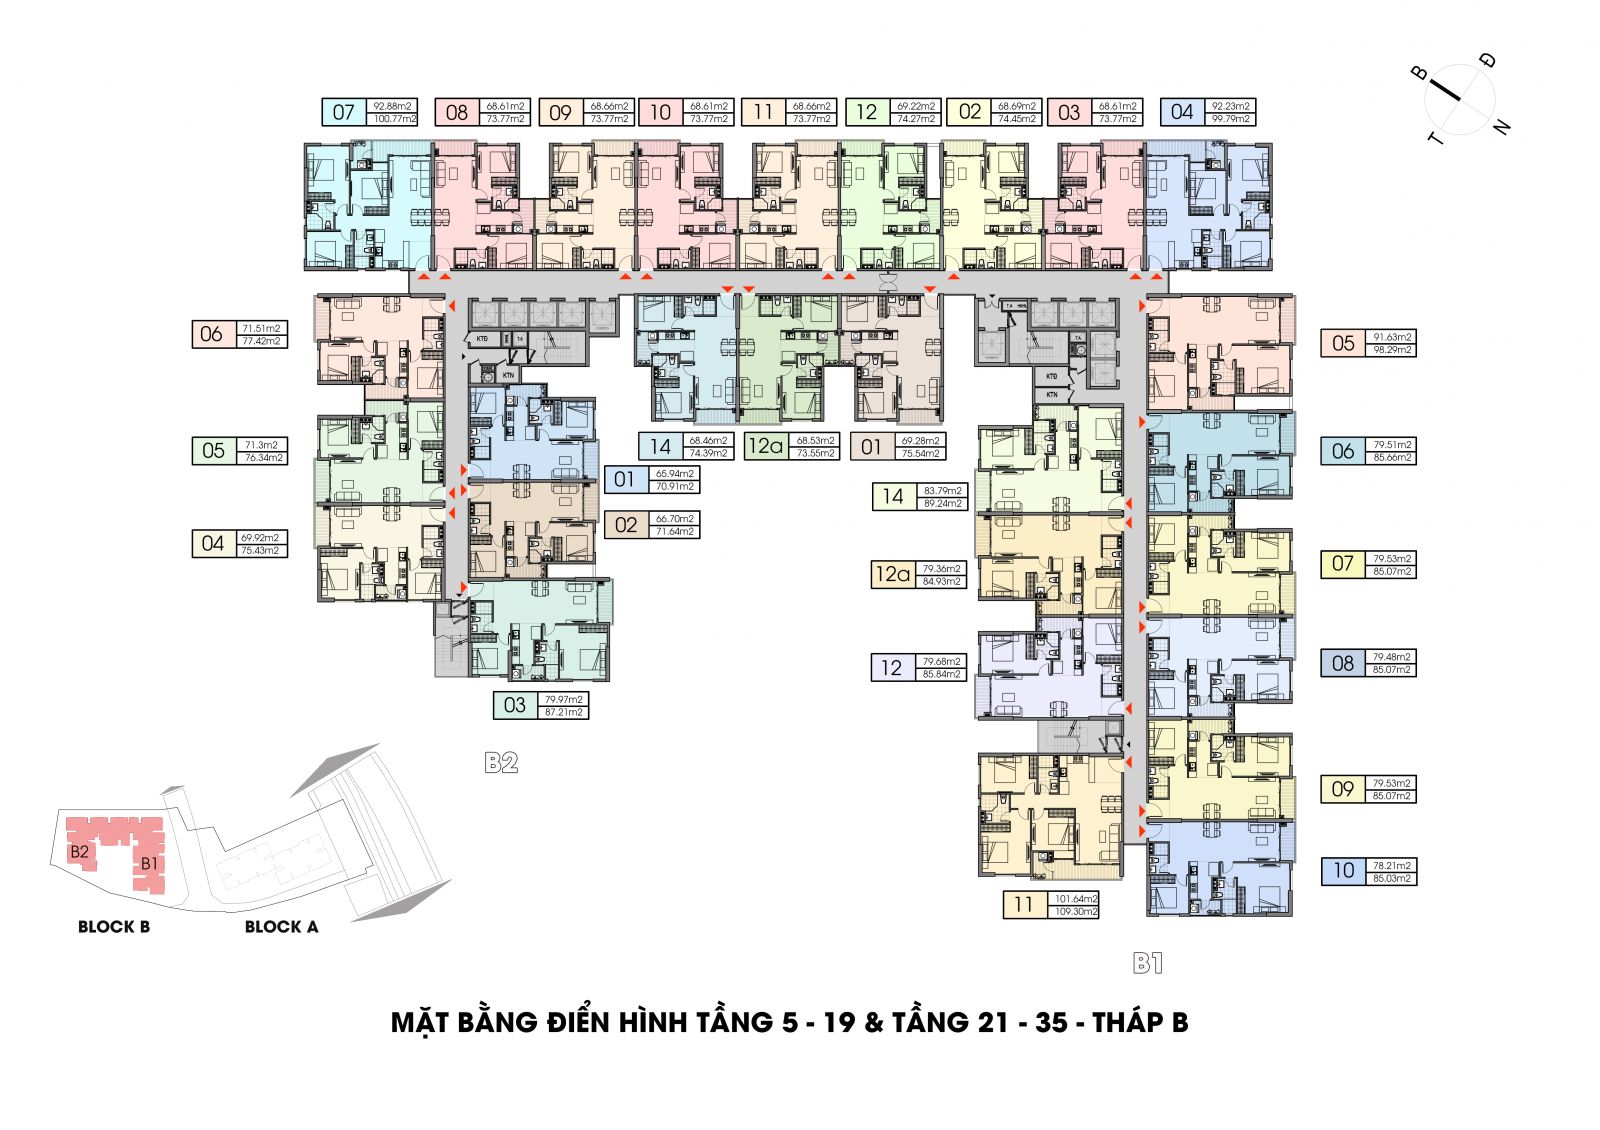 B
Đ
T
N
07 92.88m2
100.77m2
08 68.61m2
73.77m2
09 68.66m2
73.77m2
10 68.61m2
73.77m2
11 68.66m2
73.77m2
12 69.22m2
74.27m2
02 68.69m2
74.45m2
03 68.61m2
73.77m2
04 92.23m2
99.79m2
06 71.51m2
77.42m2
KTĐ
T.A
KTN
T.A
T.A
KTĐ
KTN
05 91.63m2
98.29m2
05 71.3m2
76.34m2
14 68.46m2
74.39m2
12a 68.53m2
73.55m2
01 69.28m2
75.54m2
06 79.51m2
85.66m2
01 65.94m2
70.91m2
14 83.79m2
89.24m2
04 69.92m2
75.43m2
02 66.70m2
71.64m2
12a 79.36m2
84.93m2
07 79.53m2
85.07m2
03 79.97m2
87.21m2
12 79.68m2
85.84m2
08 79.48m2
85.07m2
B2
09 79.53m2
85.07m2
11 101.64m2
109.30m2
10 78.21m2
85.03m2
B2
B1
BLOCK B
BLOCK A
B1
MẶT BẰNG ĐIỂN HÌNH TẦNG 5 - 19 & TẦNG 21 - 35 - THÁP B